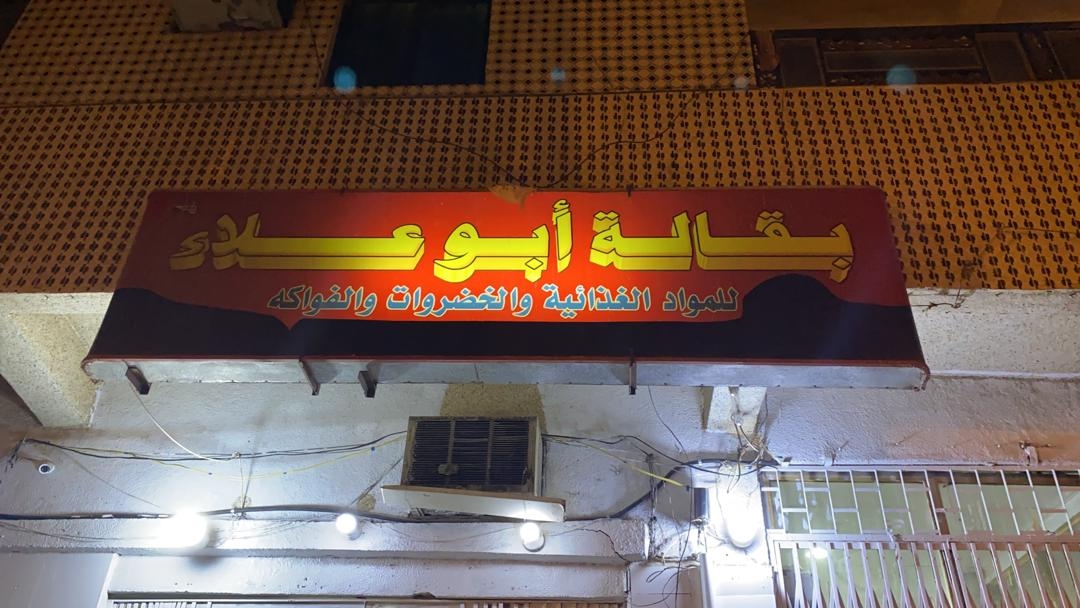 بقالة أبو علاء
للمواد الغذائية والخضروات والفواكه